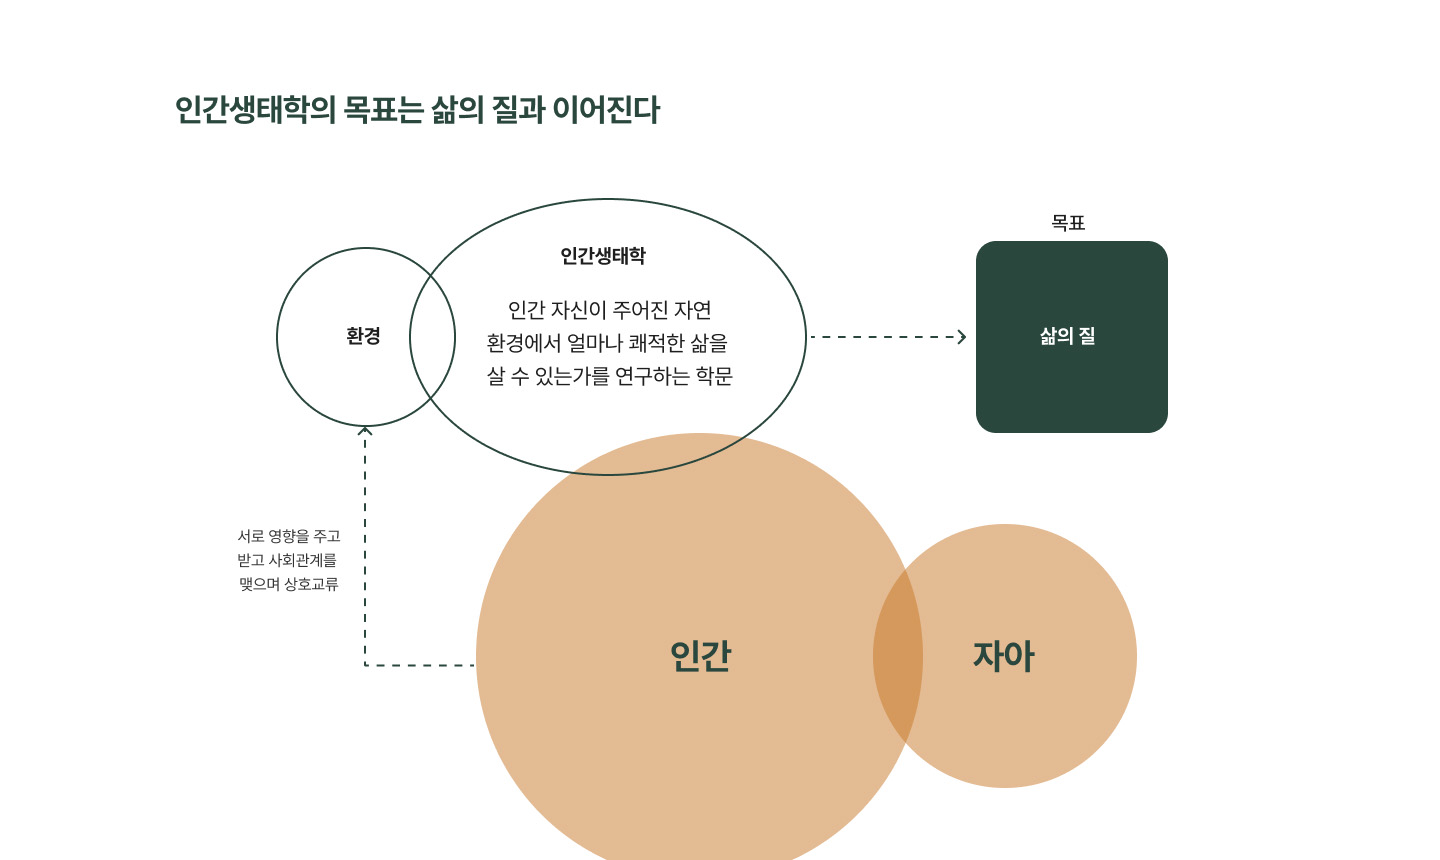 인간생태학의 목표는 삶의 질과 이어진다
목표
인간생태학
인간 자신이 주어진 자연
환경에서 얼마나 쾌적한 삶을
살 수 있는가를 연구하는 학문
환경
삶의 질
서로 영향을 주고
받고 사회관계를
맺으며 상호교류
인간
자아